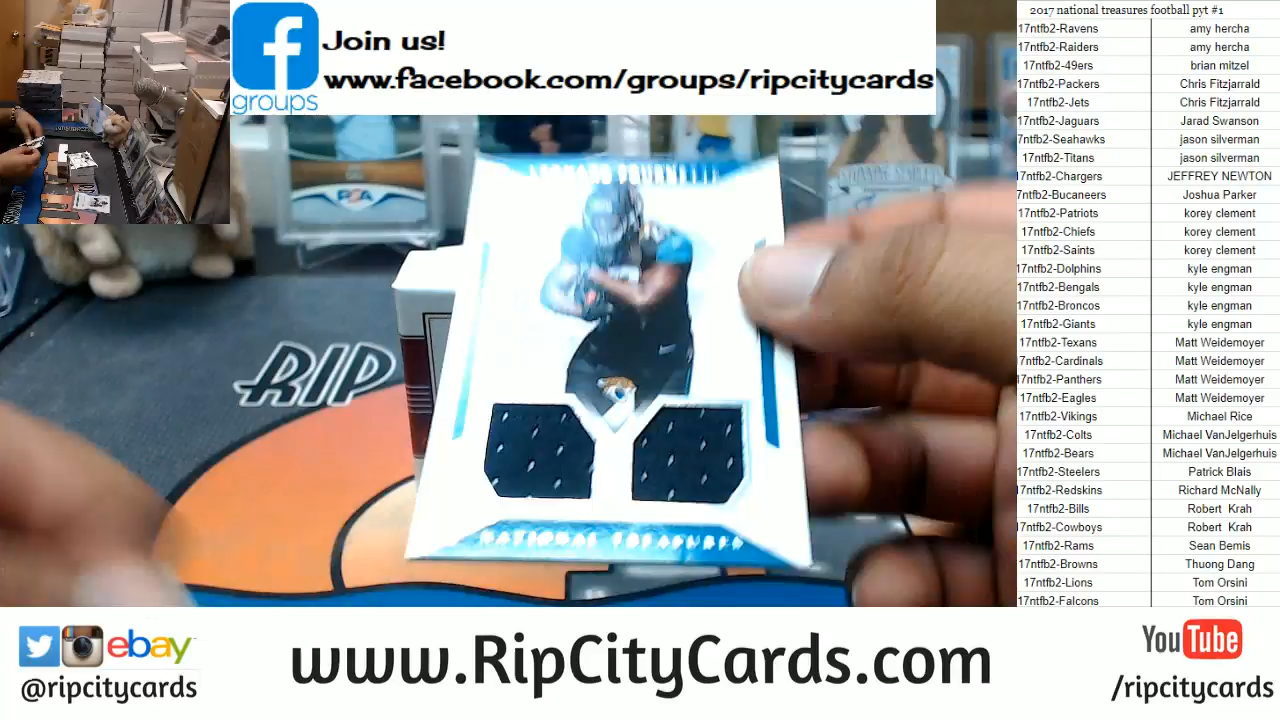 Join us!
www.facebook.com/groups/ripcitycards
f
groups
PSA
RIP
NATIONAL TREASURES
2017 national treasures football pyt #1
17ntfb2-Ravens amy hercha
17ntfb2-Raiders amy hercha
17ntfb2-49ers brian mitzel
17ntfb2-Packers Chris Fitzjarrald
17ntfb2-Jets Chris Fitzjarrald
17ntfb2-Jaguars Jarad Swanson
7ntfb2-Seahawks jason silverman
17ntfb2-Titans jason silverman
17ntfb2-Chargers JEFFREY NEWTON
17ntfb2-Bucaneers Joshua Parker
17ntfb2-Patriots korey clement
17ntfb2-Chiefs korey clement
17ntfb2-Saints korey clement
17ntfb2-Dolphins kyle engman
17ntfb2-Bengals kyle engman
17ntfb2-Broncos kyle engman
17ntfb2-Giants kyle engman
17ntfb2-Texans Matt Weidemoyer
7ntfb2-Cardinals Matt Weidemoyer
17ntfb2-Panthers Matt Weidemoyer
17ntfb2-Eagles Matt Weidemoyer
17ntfb2-Vikings Michael Rice
17ntfb2-Colts Michael VanJelgerhuis
17ntfb2-Bears Michael VanJelgerhuis
17ntfb2-Steelers Patrick Blais
17ntfb2-Redskins Richard McNally
17ntfb2-Bills Robert Krah
17ntfb2-Cowboys Robert Krah
17ntfb2-Rams Sean Bemis
17ntfb2-Browns Thuong Dang
17ntfb2-Lions Tom Orsini
17ntfb2-Falcons Tom Orsini
ebay
@ripcitycards
www.RipCityCards.com
YouTube
/ripcitycards